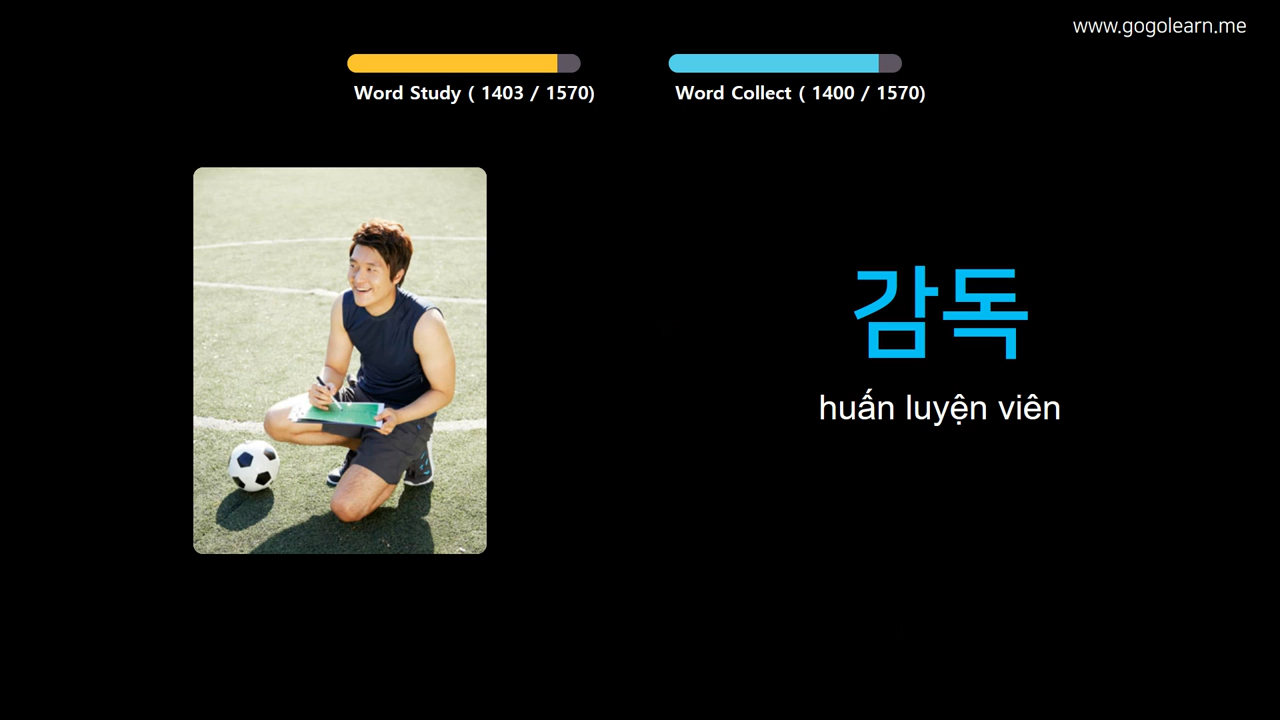 www.gogolearn.me
Word Study ( 1403 / 1570)
Word Collect ( 1400 / 1570)
감독
huấn luyện viên